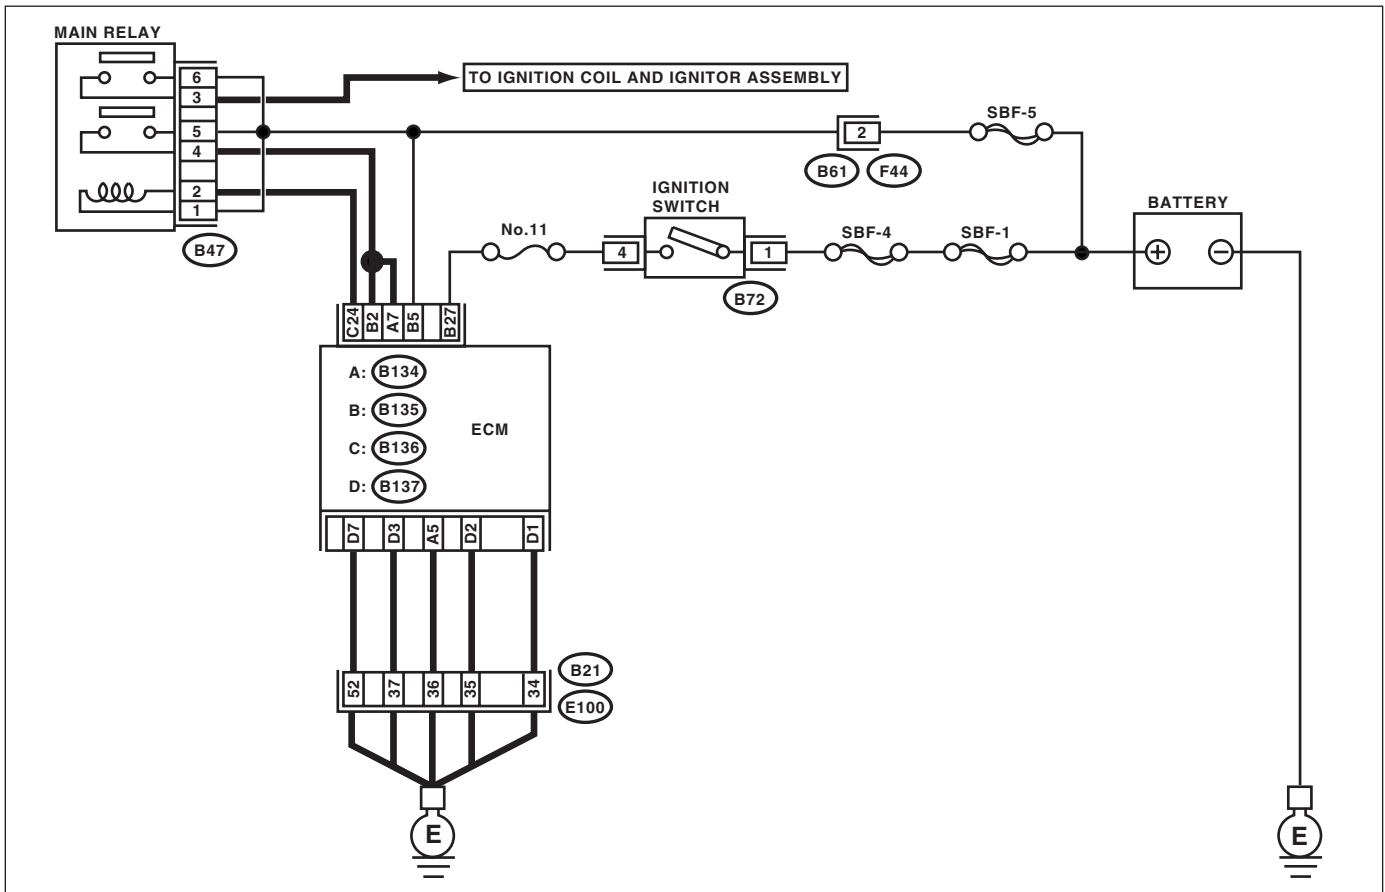 MAIN RELAY
6
3
5
4
2
1
B47
TO IGNITION COIL AND IGNITOR ASSEMBLY
2
B61 F44
SBF-5
IGNITION
SWITCH
No.11
4
1
B72
SBF-4
SBF-1
BATTERY
+ −
C24 B2 A7 B5 B27
A: B134
B: B135
C: B136
D: B137
ECM
D7 D3 A5 D2 D1
52 37 36 35 34
B21
E100
E
E